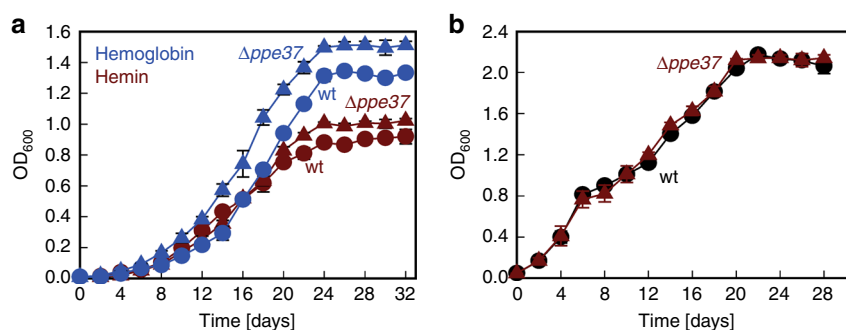 a
Hemoglobin
Hemin
Δppe37
wt
Δppe37
wt
OD600
1.6
1.4
1.2
1.0
0.8
0.6
0.4
0.2
0.0
0 4 8 12 16 20 24 28 32
Time [days]
b
Δppe37
wt
OD600
2.4
2.0
1.6
1.2
0.8
0.4
0.0
0 4 8 12 16 20 24 28
Time [days]